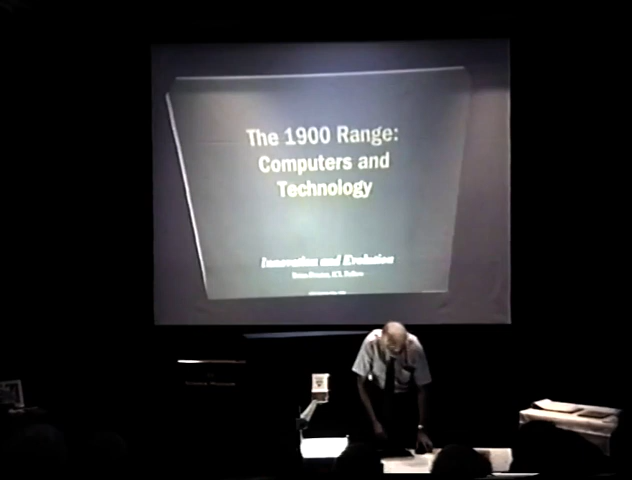 The 1900 Range:
Computers and
Technology
Innovation and Evolution